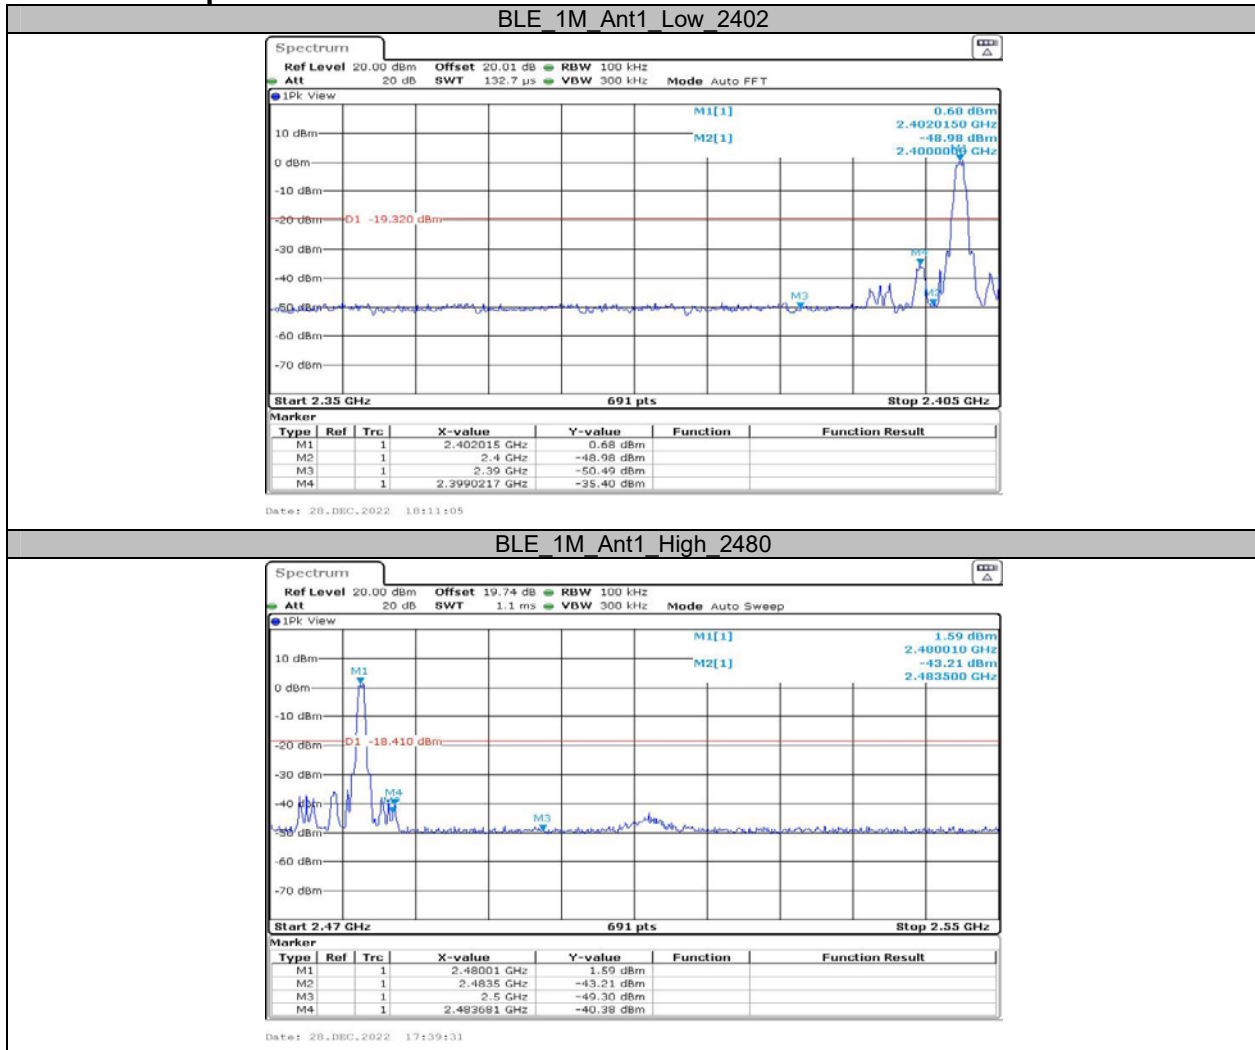 BLE_1M_Ant1_Low_2402
Spectrum
Ref Level 20.00 dBm Offset 20.01 dB RBW 100 kHz
Att 20 dB SWT 132.7 µs VBW 300 kHz Mode Auto FFT
1Pk View
M1[1] 0.68 dBm
2.4020150 GHz
10 dBm
M2[1] -48.98 dBm
GHz
0 dBm
-10 dBm
-20 dBm
D1 -19.320 dBm
-30 dBm
M4
-40 dBm
M3
M2
-50 dBm
-60 dBm
-70 dBm
Start 2.35 GHz 691 pts Stop 2.405 GHz
Marker
Type Ref Trc X-value Y-value Function Function Result
M1 1 2.402015 GHz 0.68 dBm
M2 1 2.4 GHz -48.98 dBm
M3 1 2.39 GHz -50.49 dBm
M4 1 2.3990217 GHz -35.40 dBm
Date: 28.DEC.2022 18:11:05
BLE_1M_Ant1_High_2480
Spectrum
Ref Level 20.00 dBm Offset 19.74 dB RBW 100 kHz
Att 20 dB SWT 1.1 ms VBW 300 kHz Mode Auto Sweep
1Pk View
M1[1] 1.59 dBm
2.480010 GHz
10 dBm
M2[1] -43.21 dBm
2.483500 GHz
M1
0 dBm
-10 dBm
-20 dBm
D1 -18.410 dBm
-30 dBm
M4
-40 dBm
M3
-50 dBm
-60 dBm
-70 dBm
Start 2.47 GHz 691 pts Stop 2.55 GHz
Marker
Type Ref Trc X-value Y-value Function Function Result
M1 1 2.48001 GHz 1.59 dBm
M2 1 2.4835 GHz -43.21 dBm
M3 1 2.5 GHz -49.30 dBm
M4 1 2.483681 GHz -40.38 dBm
Date: 28.DEC.2022 17:39:31